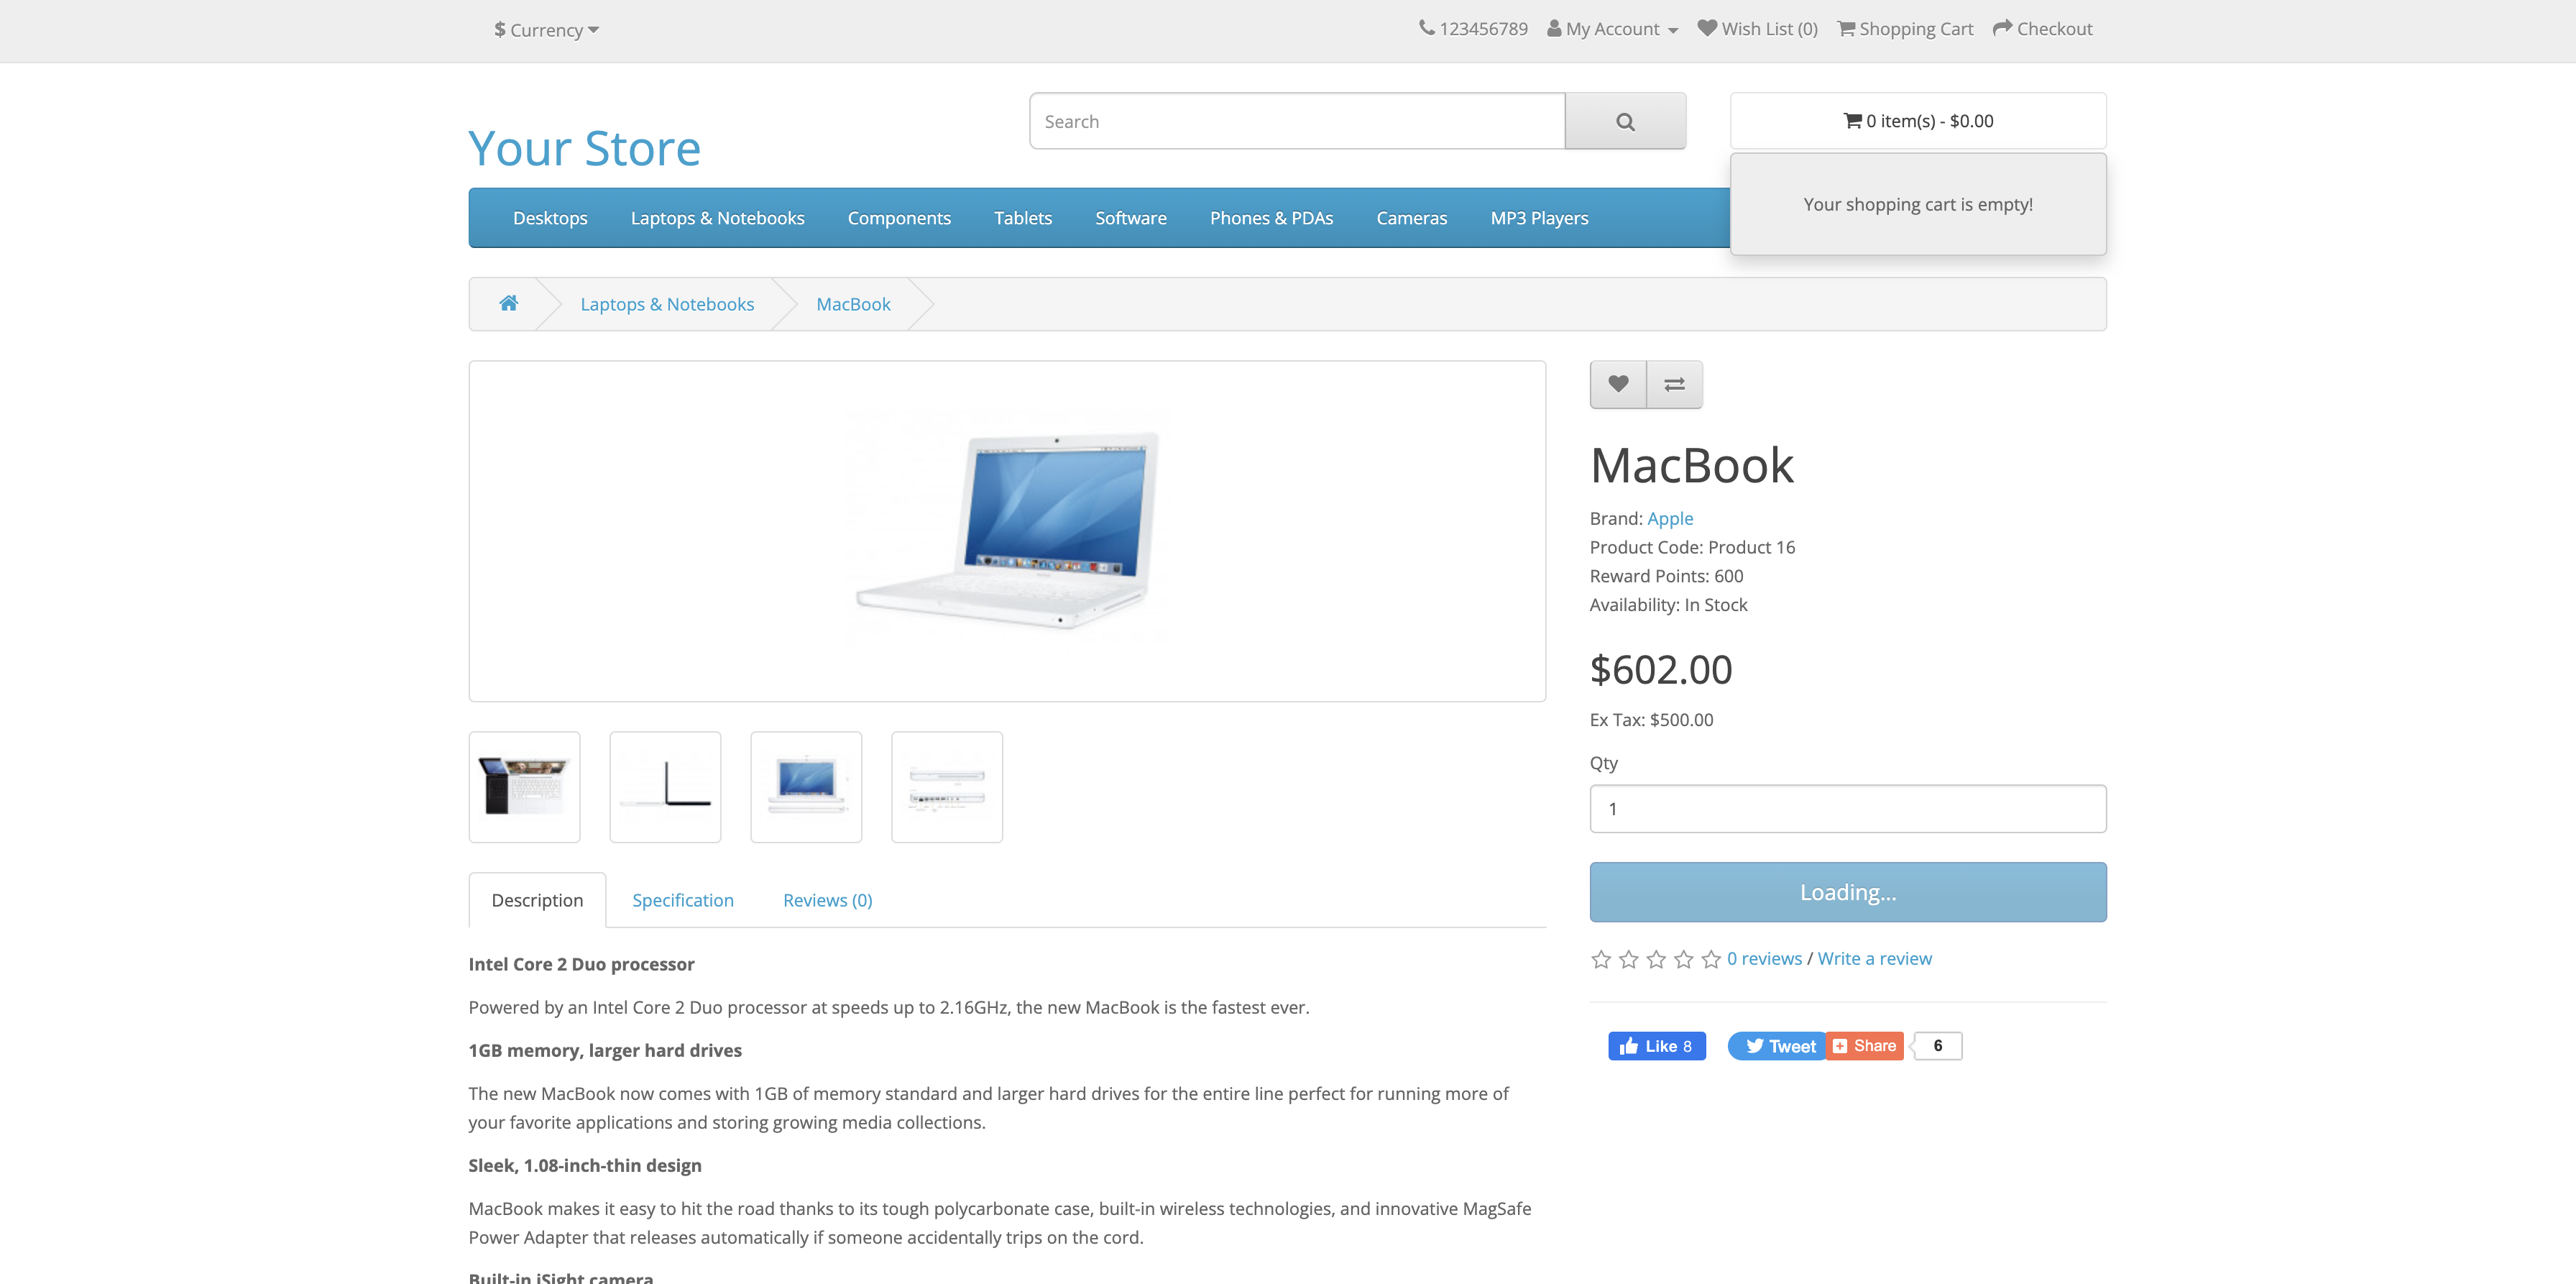 $ Currency
123456789 My Account Wish List (0) Shopping Cart Checkout
Your Store
Search
0 item(s) - $0.00
Your shopping cart is empty!
Desktops Laptops & Notebooks Components Tablets Software Phones & PDAs Cameras MP3 Players
Laptops & Notebooks MacBook
MacBook
Brand: Apple
Product Code: Product 16
Reward Points: 600
Availability: In Stock
$602.00
Ex Tax: $500.00
Qty
1
Loading...
0 reviews / Write a review
Like 8 Tweet Share 6
Description Specification Reviews (0)
Intel Core 2 Duo processor
Powered by an Intel Core 2 Duo processor at speeds up to 2.16GHz, the new MacBook is the fastest ever.
1GB memory, larger hard drives
The new MacBook now comes with 1GB of memory standard and larger hard drives for the entire line perfect for running more of
your favorite applications and storing growing media collections.
Sleek, 1.08-inch-thin design
MacBook makes it easy to hit the road thanks to its tough polycarbonate case, built-in wireless technologies, and innovative MagSafe
Power Adapter that releases automatically if someone accidentally trips on the cord.
Built-in iSight camera